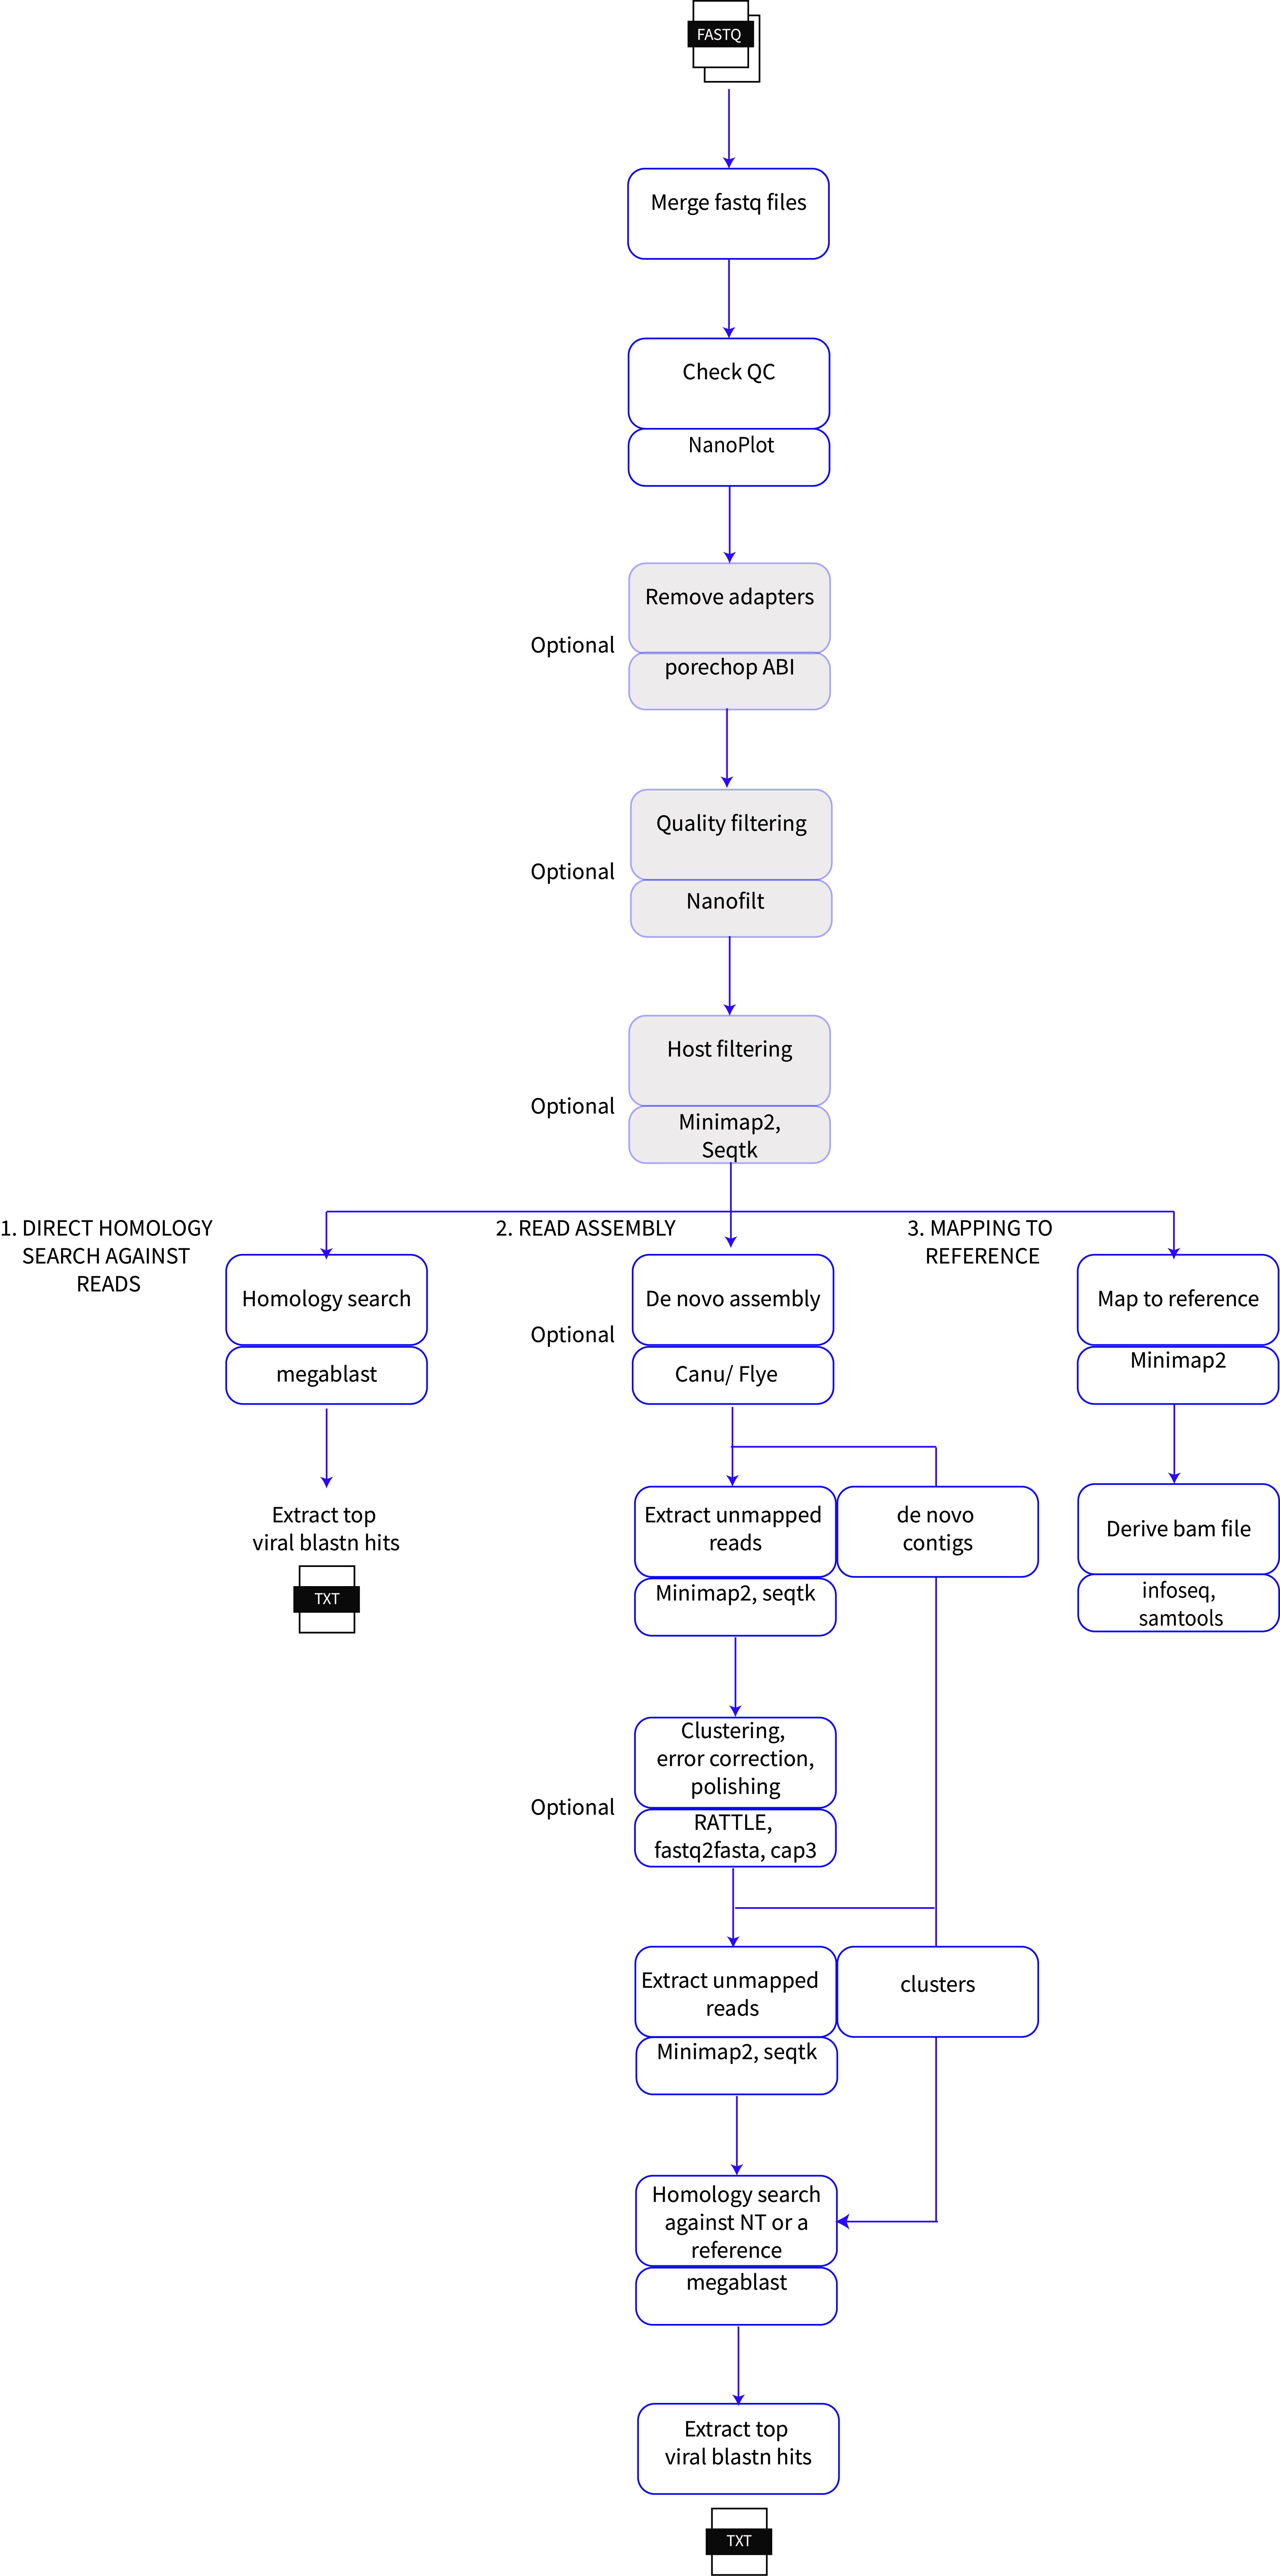 FASTQ
Merge fastq files
Check QC
NanoPlot
Remove adapters
Optional
porechop ABI
Quality filtering
Optional
Nanofilt
Host filtering
Optional
Minimap2,
Seqtk
1. DIRECT HOMOLOGY
SEARCH AGAINST
READS
Homology search
megablast
Extract top
viral blastn hits
TXT
2. READ ASSEMBLY
De novo assembly
Optional
Canu/ Flye
Extract unmapped
reads
Minimap2, seqtk
de novo
contigs
Clustering,
error correction,
polishing
Optional
RATTLE,
fastq2fasta, cap3
Extract unmapped
reads
Minimap2, seqtk
clusters
Homology search
against NT or a
reference
megablast
Extract top
viral blastn hits
TXT
3. MAPPING TO
REFERENCE
Map to reference
Minimap2
Derive bam file
infoseq,
samtools